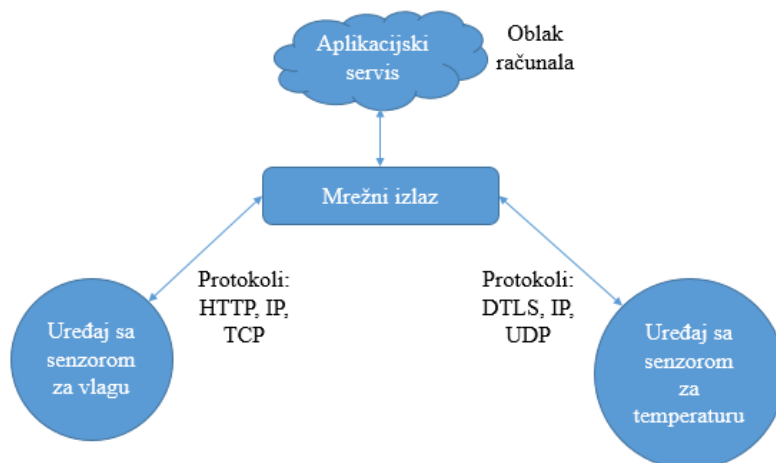 Aplikacijski
servis
Oblak
računala
Mrežni izlaz
Protokoli:
HTTP, IP,
TCP
Protokoli:
DTLS, IP,
UDP
Uređaj sa
senzorom
za vlagu
Uređaj sa
senzorom
za
temperaturu